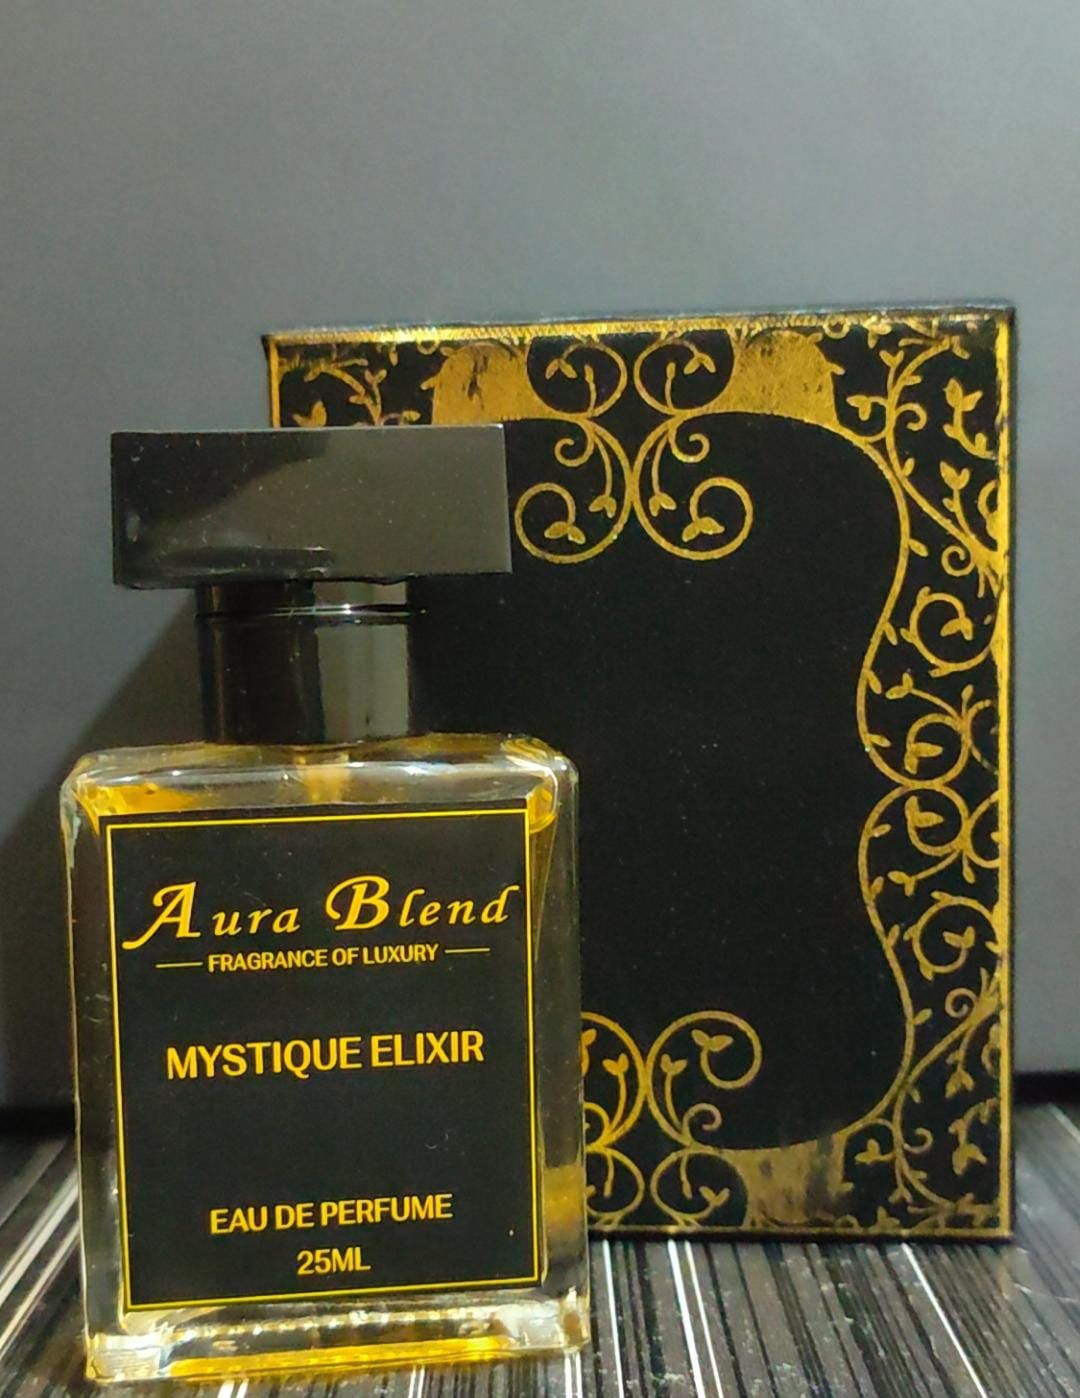 Aura Blend
FRAGRANCE OF LUXURY
MYSTIQUE ELIXIR
EAU DE PERFUME
25ML